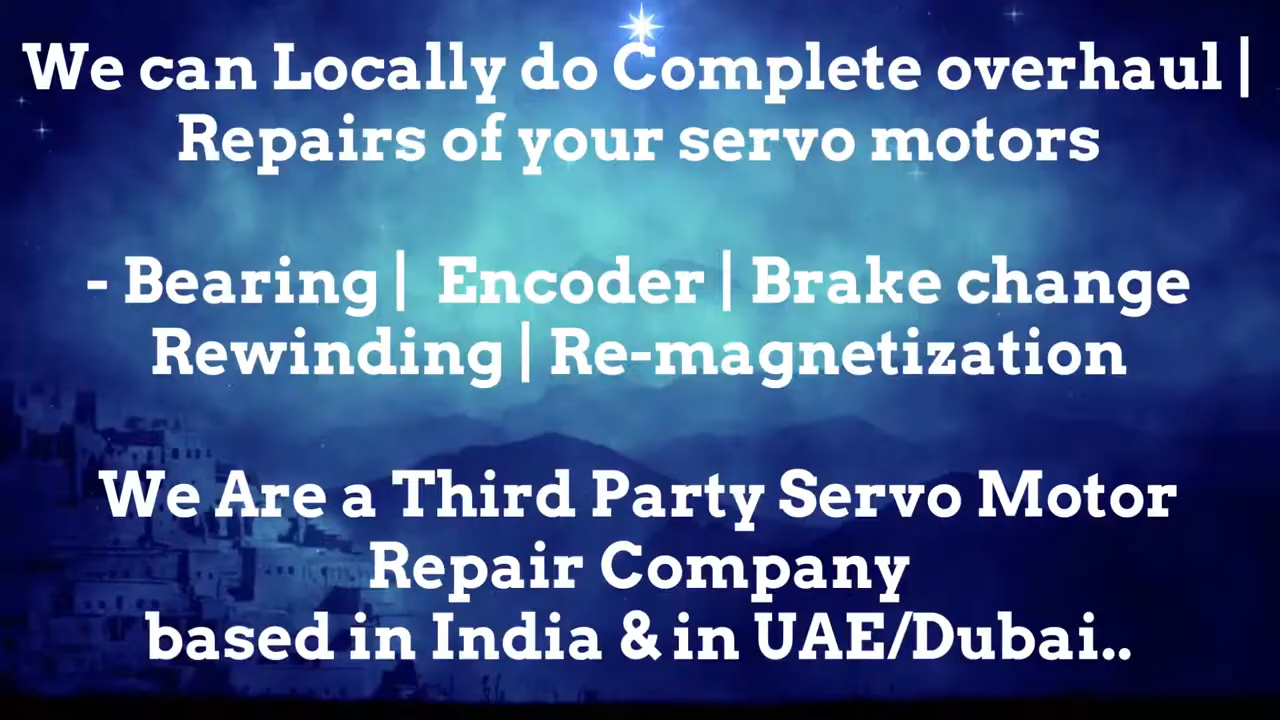 We can Locally do Complete overhaul |
Repairs of your servo motors
- Bearing | Encoder | Brake change
Rewinding | Re-magnetization
We Are a Third Party Servo Motor
Repair Company
based in India & in UAE/Dubai..